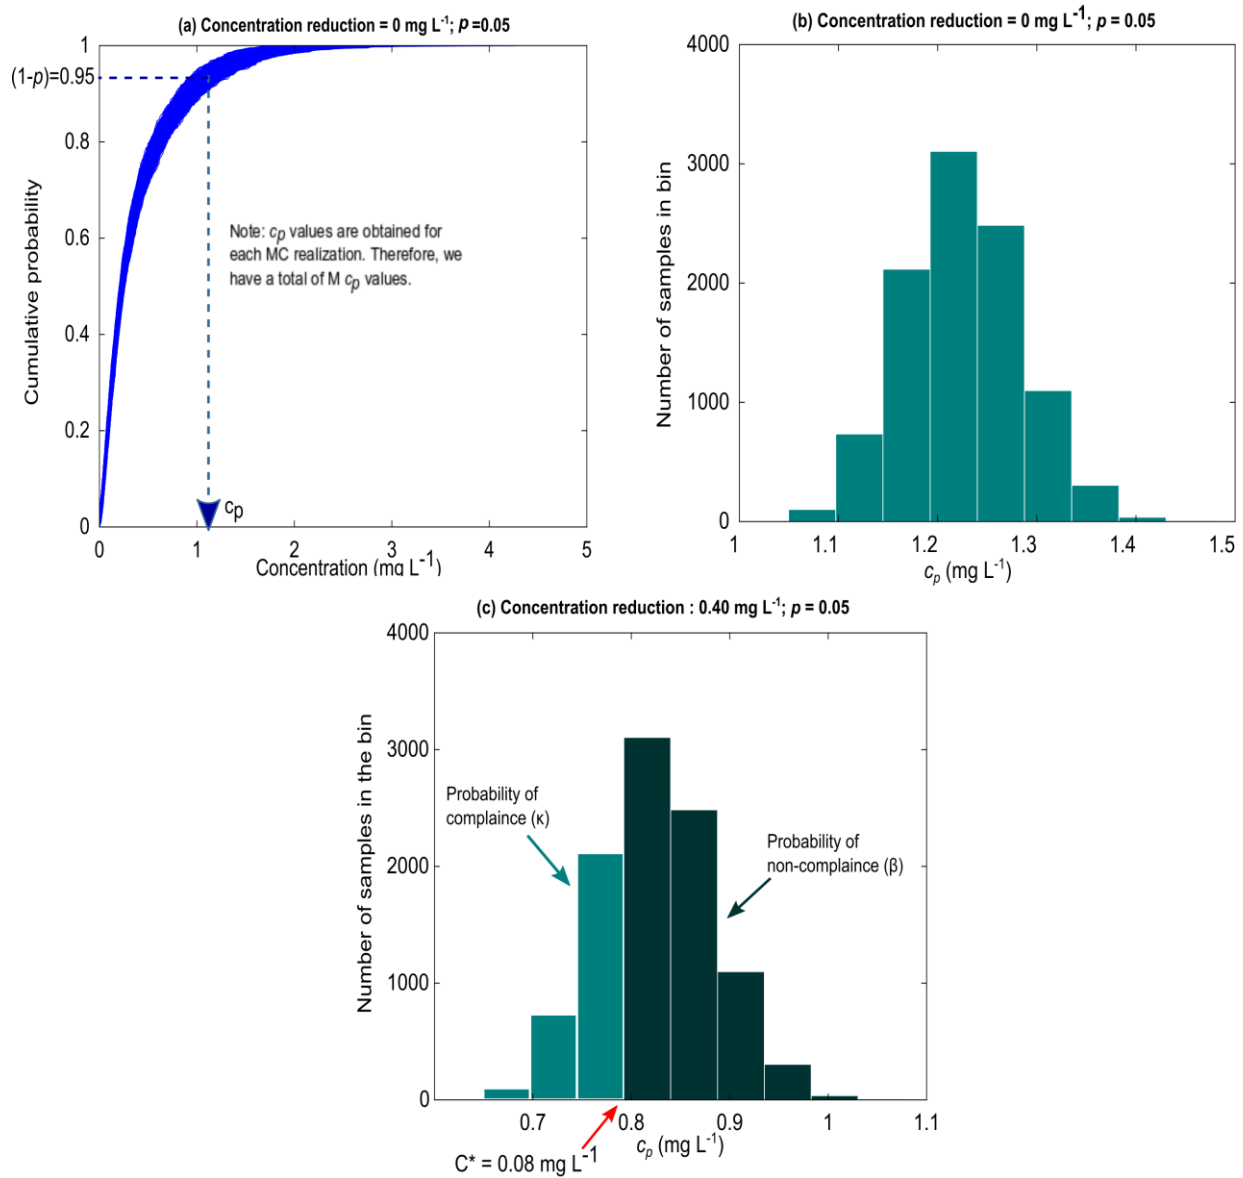 (a) Concentration reduction = 0 mg L-1; p =0.05
1
(1-p)=0.95
0.8
0.6
0.4
0.2
0
Cumulative probability
Note: cp values are obtained for
each MC realization. Therefore, we
have a total of M cp values.
cp
0 1 2 3 4 5
Concentration (mg L-1)
(b) Concentration reduction = 0 mg L-1; p = 0.05
4000
3000
2000
1000
0
Number of samples in bin
1 1.1 1.2 1.3 1.4 1.5
cp (mg L-1)
(c) Concentration reduction : 0.40 mg L-1; p = 0.05
4000
3000
2000
1000
0
Number of samples in the bin
Probability of
complaince (κ)
Probability of
non-complaince (β)
0.7 0.8 0.9 1 1.1
cp (mg L-1)
C* = 0.08 mg L-1